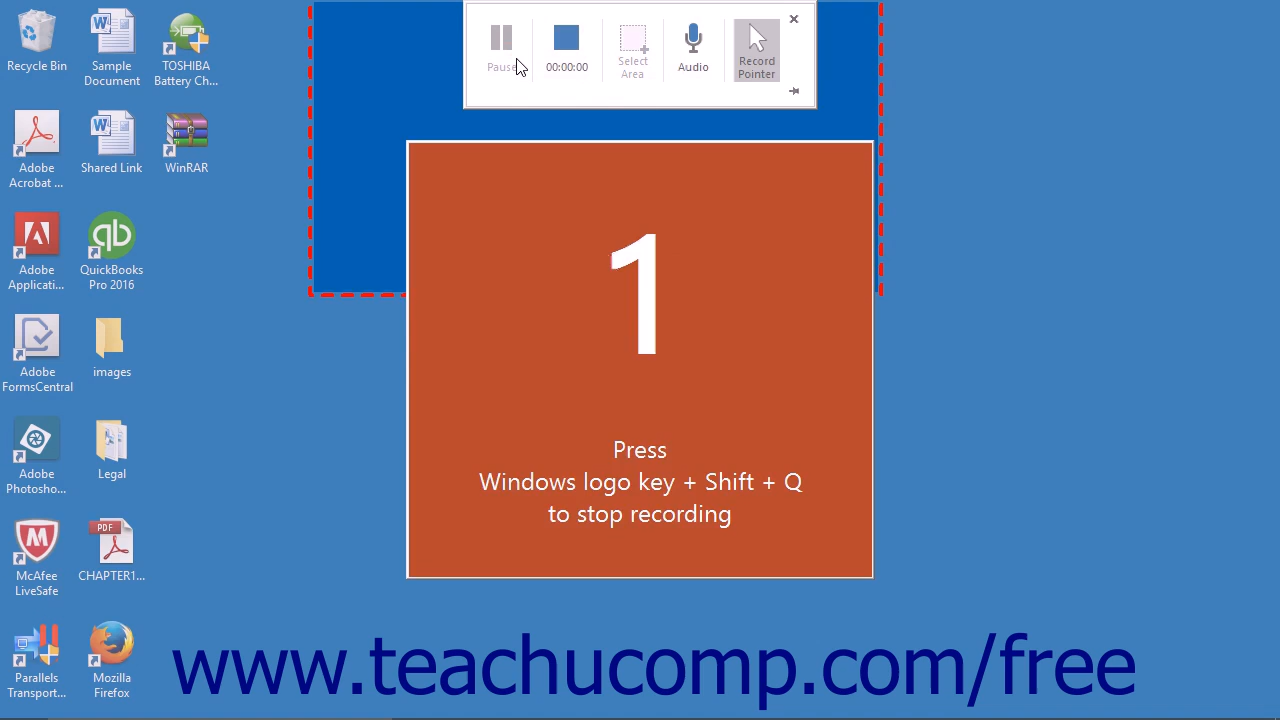 Recycle Bin
Sample
Document
TOSHIBA
Battery Ch...
Adobe
Acrobat ...
Shared Link
WinRAR
Adobe
Applicati...
qb
QuickBooks
Pro 2016
Adobe
FormsCentral
images
Adobe
Photosho...
Legal
McAfee
LiveSafe
PDF
CHAPTER1...
Parallels
Transport...
Mozilla
Firefox
Pause
00:00:00
Select
Area
Audio
Record
Pointer
1
Press
Windows logo key + Shift + Q
to stop recording
www.teachucomp.com/free